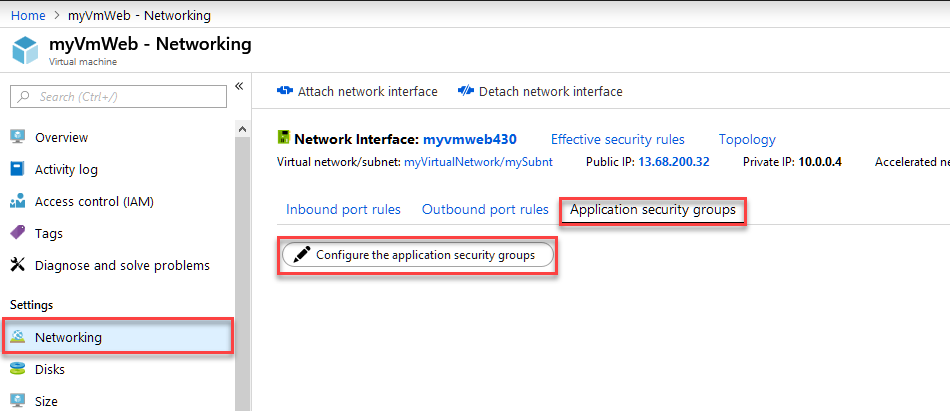 Home > myVmWeb - Networking
myVmWeb - Networking
Virtual machine
Search (Ctrl+/)
«
Overview
Activity log
Access control (IAM)
Tags
Diagnose and solve problems
Settings
Networking
Disks
Size
Attach network interface Detach network interface
Network Interface: myvmweb430 Effective security rules Topology
Virtual network/subnet: myVirtualNetwork/mySubnt Public IP: 13.68.200.32 Private IP: 10.0.0.4 Accelerated ne
Inbound port rules Outbound port rules Application security groups
Configure the application security groups